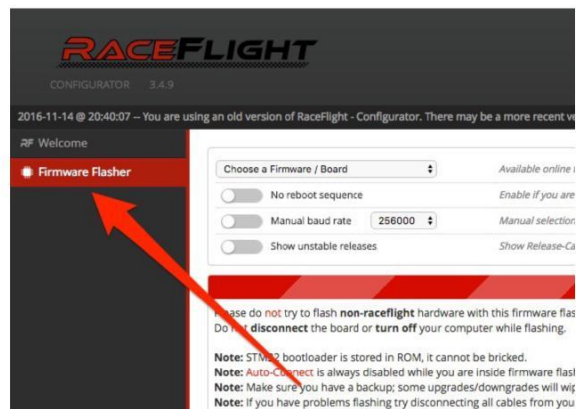 RACEFLIGHT
CONFIGURATOR 3.4.9
2016-11-14 @ 20:40:07 -- You are using an old version of RaceFlight - Configurator. There may be a more recent ve
RF Welcome
Firmware Flasher
Choose a Firmware / Board
Available online
No reboot sequence
Enable if you are
Manual baud rate 256000
Manual selection
Show unstable releases
Show Release-Ca
Please do not try to flash non-raceflight hardware with this firmware flas
Do not disconnect the board or turn off your computer while flashing.
Note: STM32 bootloader is stored in ROM, it cannot be bricked.
Note: Auto-Connect is always disabled while you are inside firmware flash
Note: Make sure you have a backup; some upgrades/downgrades will wip
Note: If you have problems flashing try disconnecting all cables from you